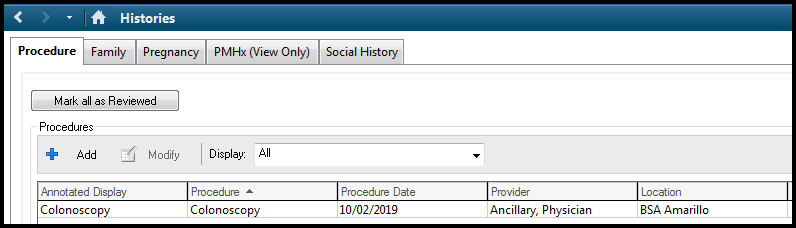 Histories
Procedure Family Pregnancy PMHx (View Only) Social History
Mark all as Reviewed
Procedures
Add Modify Display: All
Annotated Display Procedure Procedure Date Provider Location
Colonoscopy Colonoscopy 10/02/2019 Ancillary, Physician BSA Amarillo